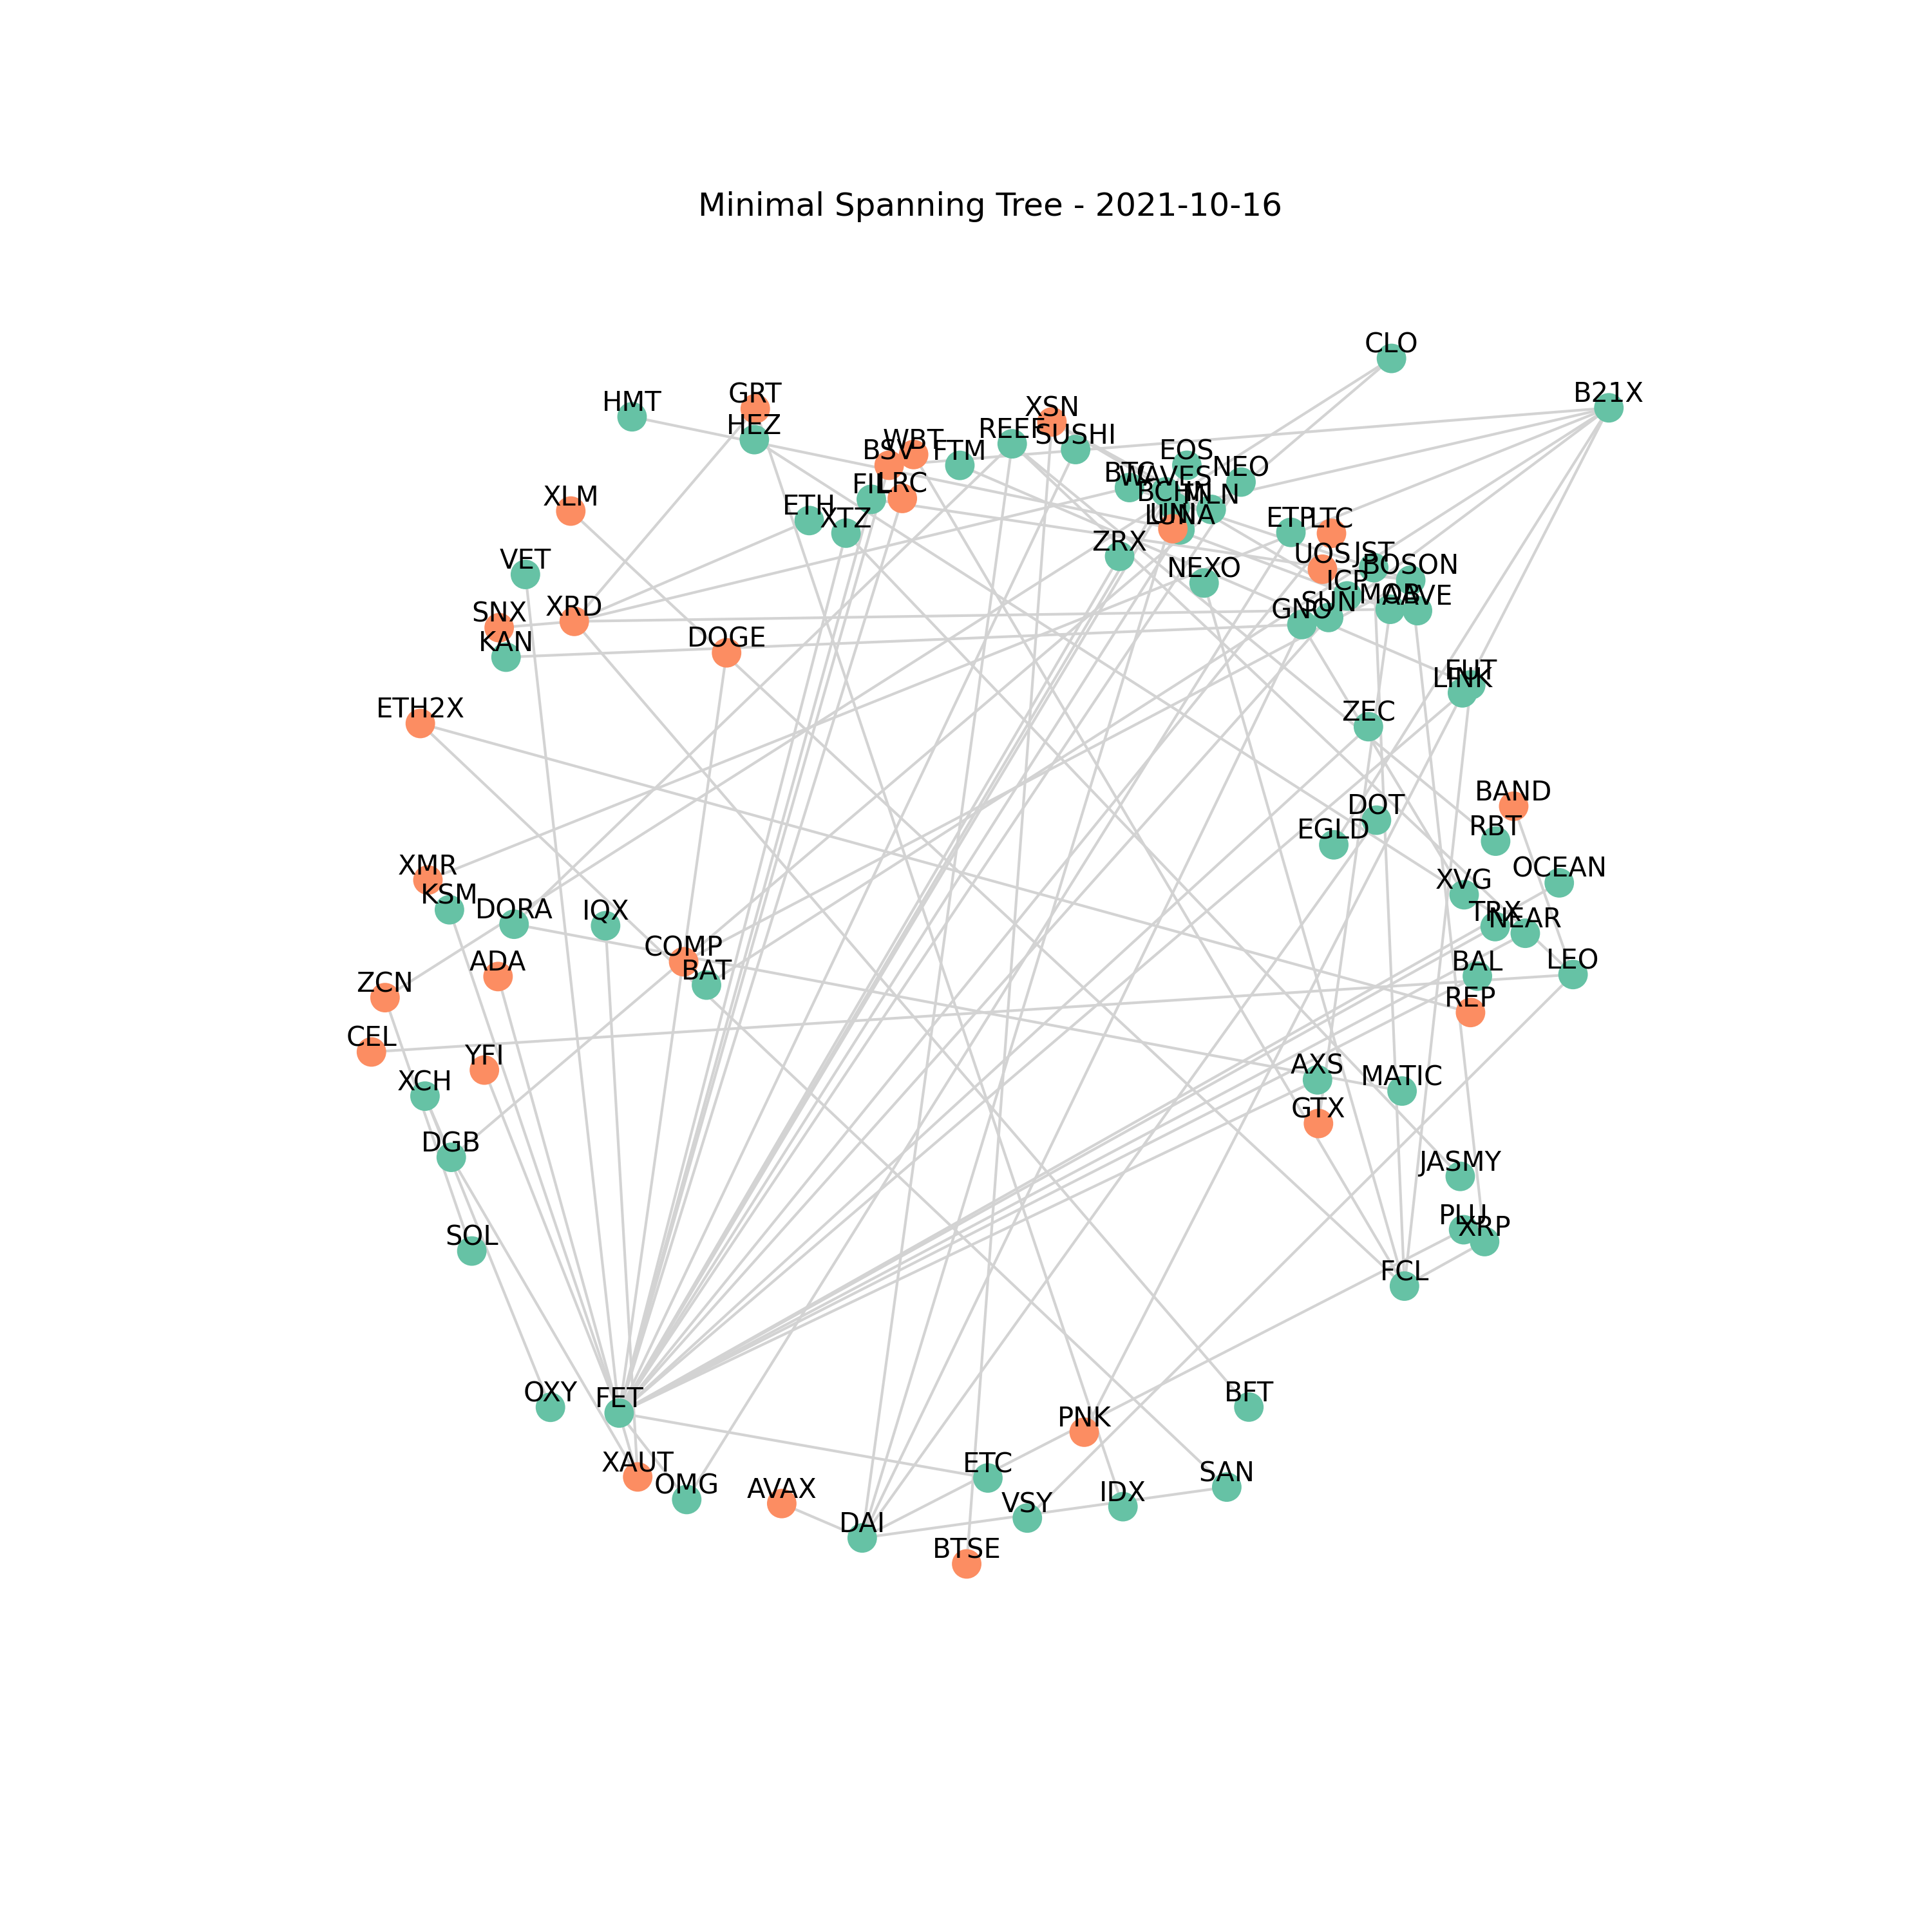 Minimal Spanning Tree - 2021-10-16
CLO
B21X
GRT
HMT
XSN
HEZ
REEF
SUSHI
WBT
BSV
FTM
EOS
NEO
BTC
WAVES
FIL
LRC
BCH
MLN
XLM
ETH
XTZ
UNI
LUNA
ETP
LTC
ZRX
UOS
JST
BOSON
VET
NEXO
ICP
MOB
AAVE
SNX
XRD
GNO
SUN
KAN
DOGE
EUT
LINK
ETH2X
ZEC
BAND
DOT
EGLD
RBT
XMR
OCEAN
KSM
DORA
IQX
XVG
TRX
NEAR
COMP
ADA
BAT
BAL
LEO
ZCN
REP
CEL
YFI
XCH
AXS
MATIC
GTX
DGB
JASMY
SOL
PLU
XRP
FCL
OXY
FET
BFT
PNK
XAUT
OMG
AVAX
ETC
SAN
VSY
IDX
DAI
BTSE